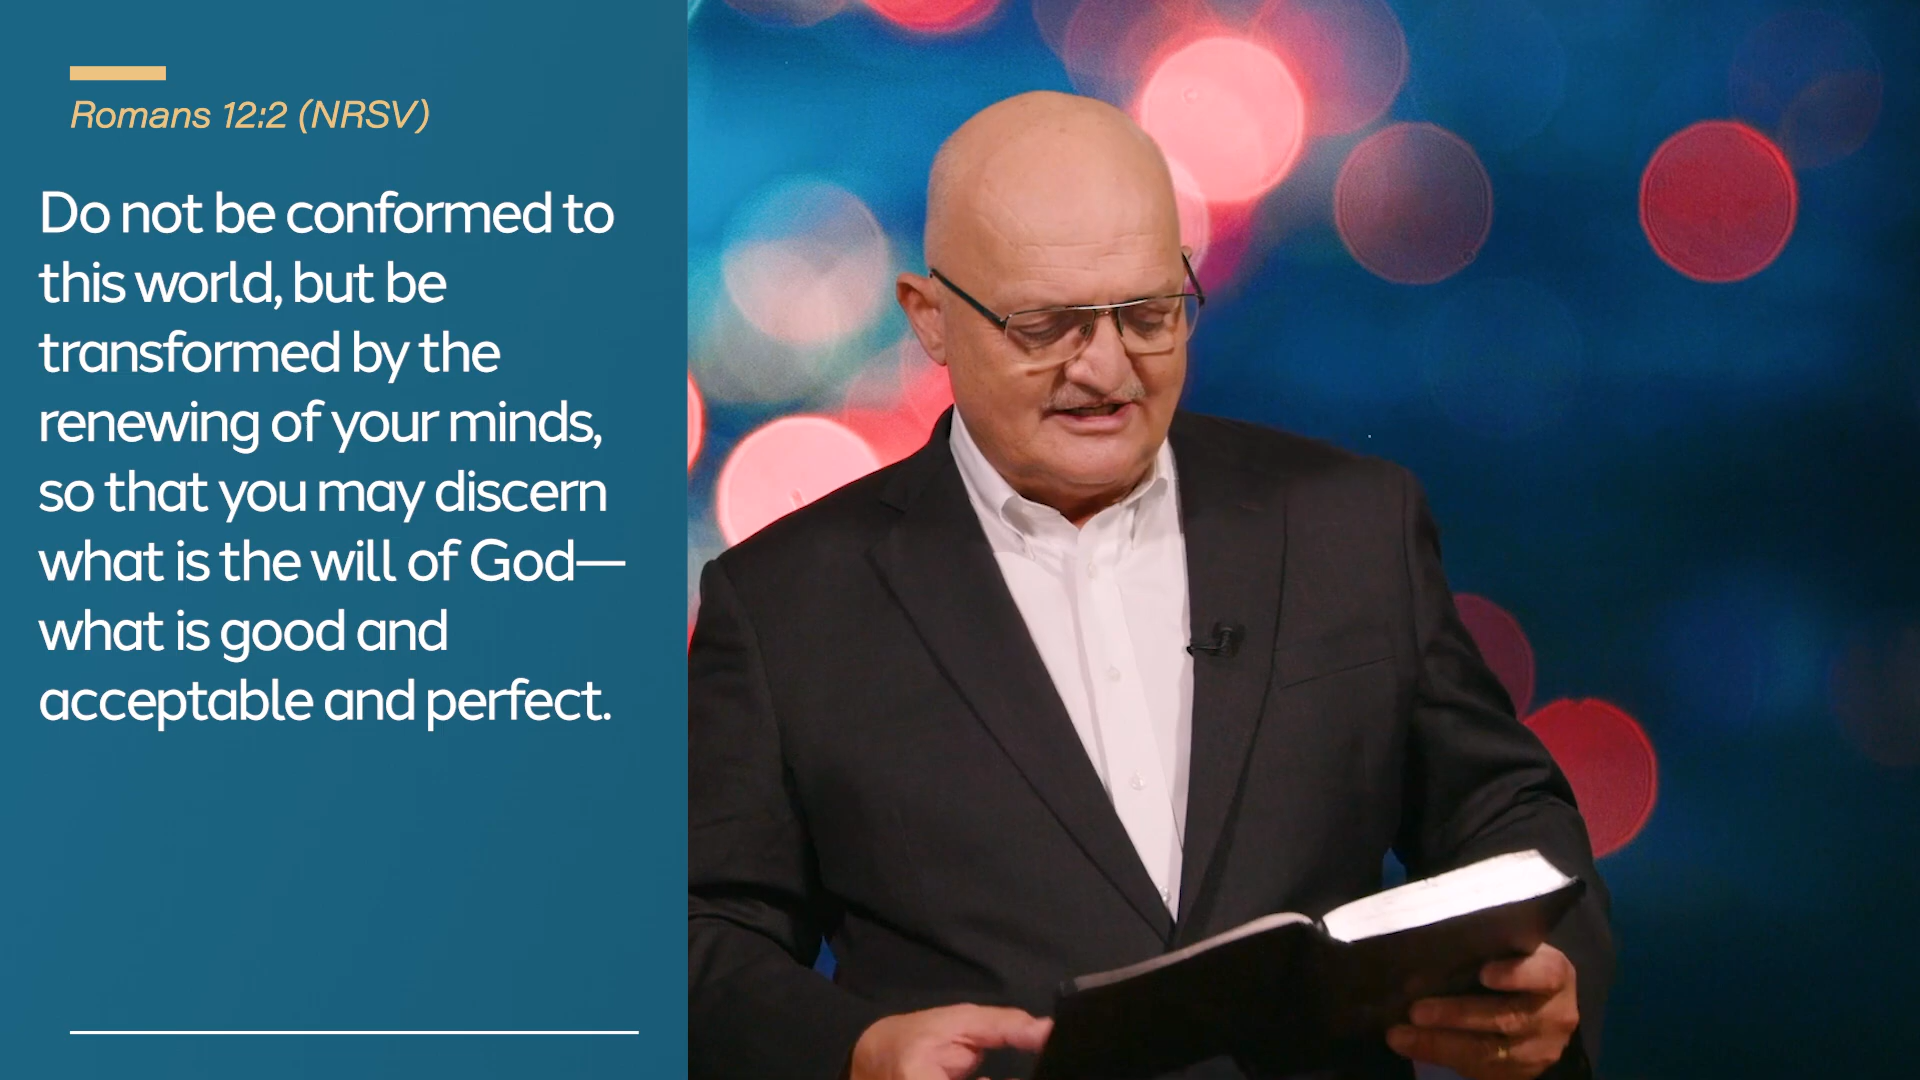 Romans 12:2 (NRSV)
Do not be conformed to
this world, but be
transformed by the
renewing of your minds,
so that you may discern
what is the will of God—
what is good and
acceptable and perfect.